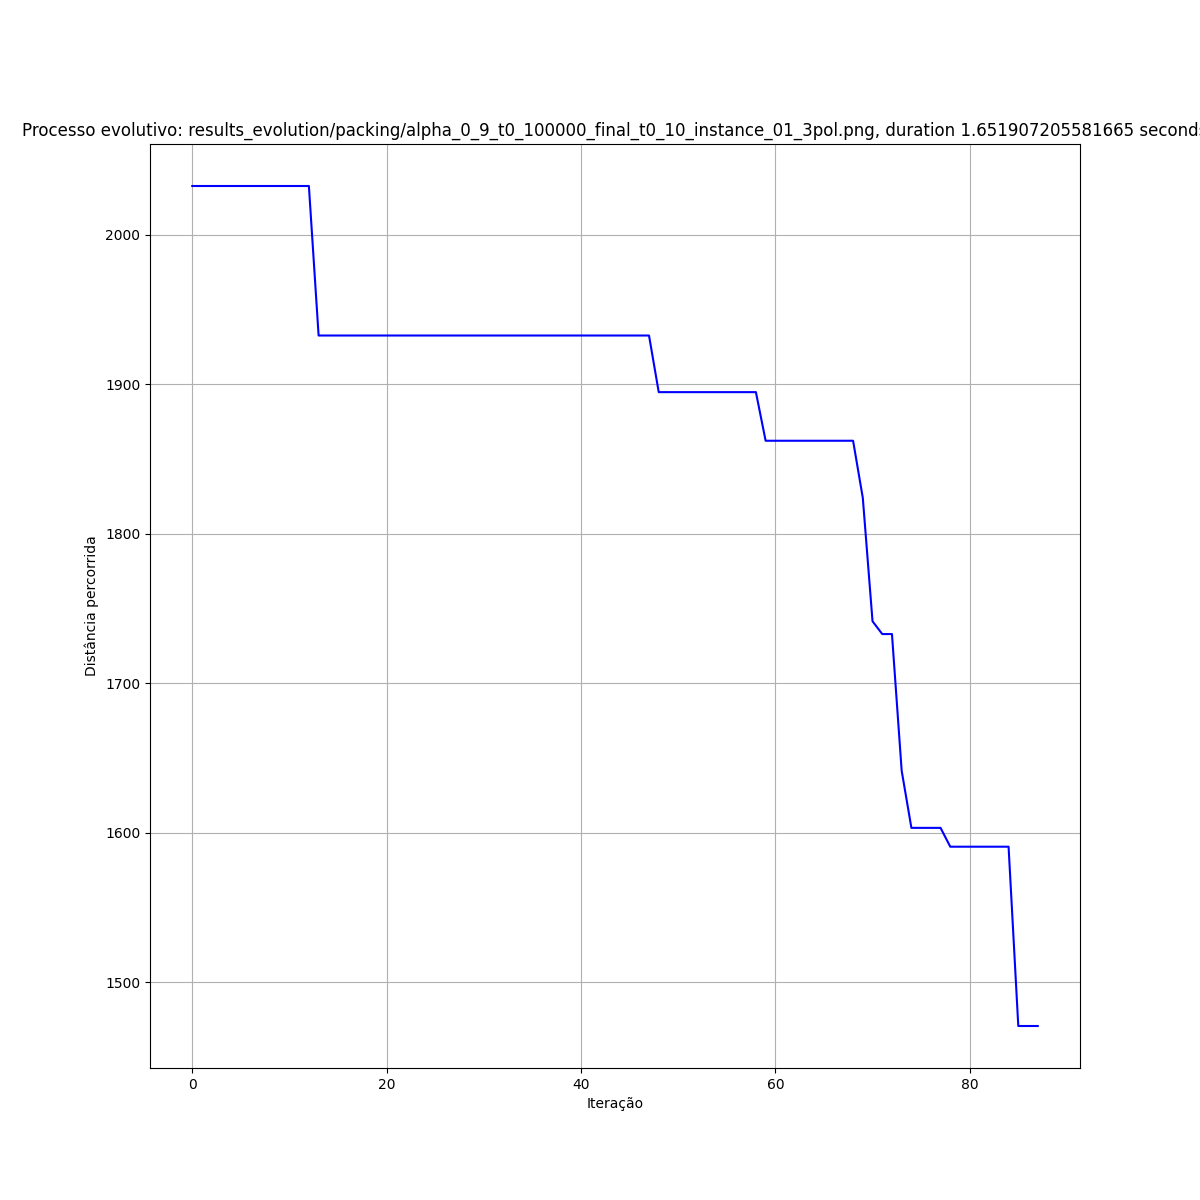 Processo evolutivo: results_evolution/packing/alpha_0_9_t0_100000_final_t0_10_instance_01_3pol.png, duration 1.651907205581665 seconds
2000
1900
1800
1700
1600
1500
Distância percorrida
0 20 40 60 80
Iteração